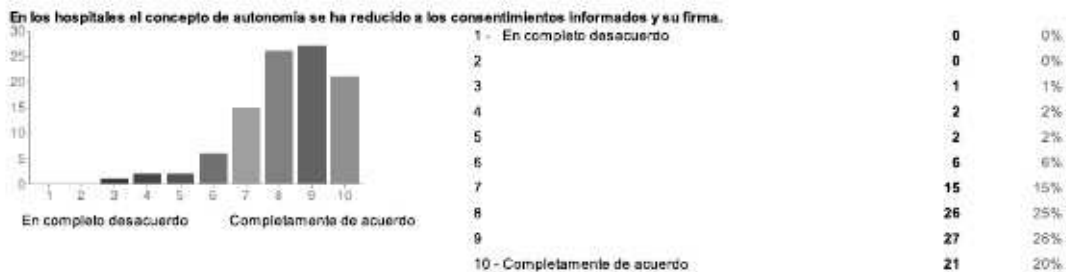 En los hospitales el concepto de autonomía se ha reducido a los consentimientos informados y su firma.
30
25
20
15
10
5
0
1 2 3 4 5 6 7 8 9 10
En completo desacuerdo Completamente de acuerdo
1 - En completo desacuerdo 0 0%
2 0 0%
3 1 1%
4 2 2%
5 2 2%
6 6 6%
7 15 15%
8 26 25%
9 27 26%
10 - Completamente de acuerdo 21 20%